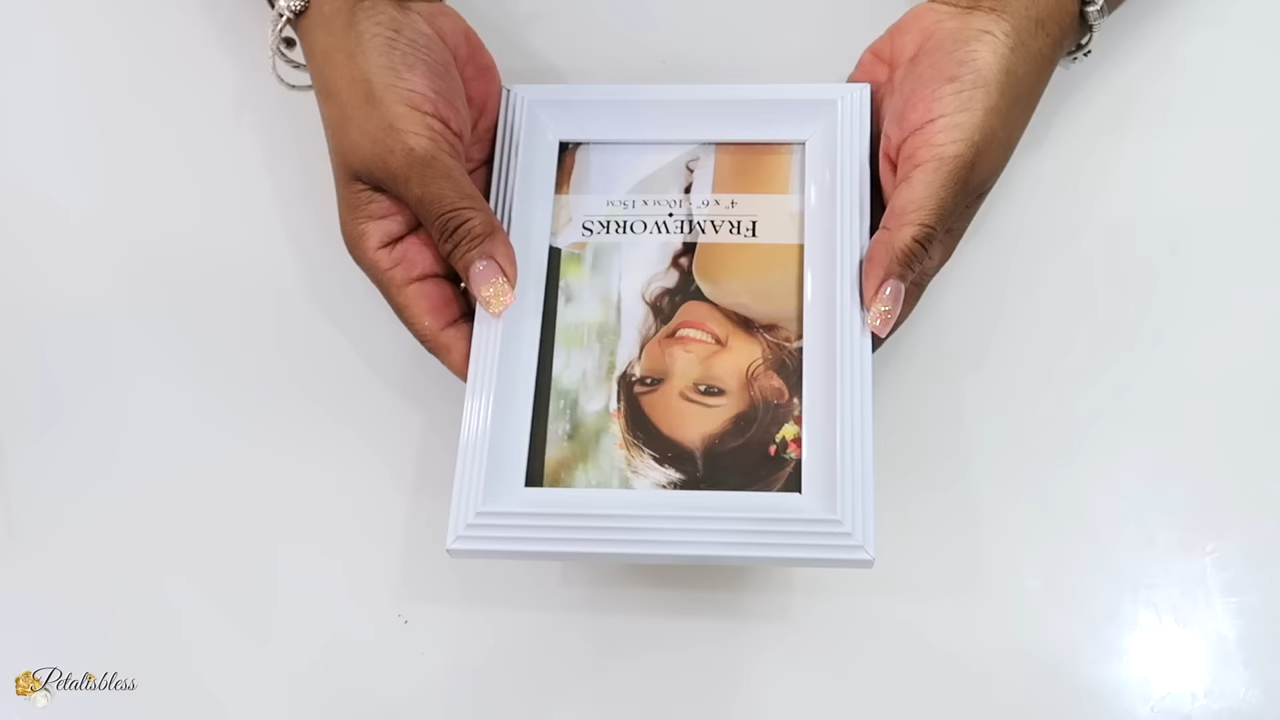 FRAMEWORKS
4" x 6" · 10CM x 15CM
Petalisbless